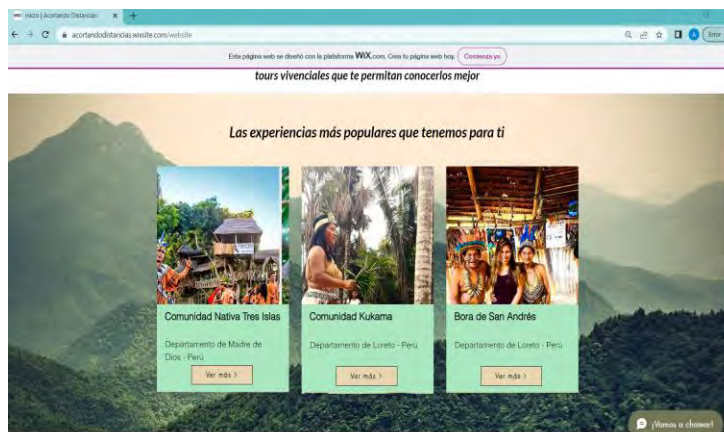 Inicio | Acortando Distancias
acortandodistancias.wixsite.com/website
Error
Esta página web se diseñó con la plataforma WiX.com. Crea tu página web hoy. Comienza ya
tours vivenciales que te permitan conocerlos mejor
Las experiencias más populares que tenemos para ti
Comunidad Nativa Tres Islas
Departamento de Madre de
Dios - Perú
Ver más >
Comunidad Kukama
Departamento de Loreto - Perú
Ver más >
Bora de San Andrés
Departamento de Loreto - Perú
Ver más >
¡Vamos a chatear!